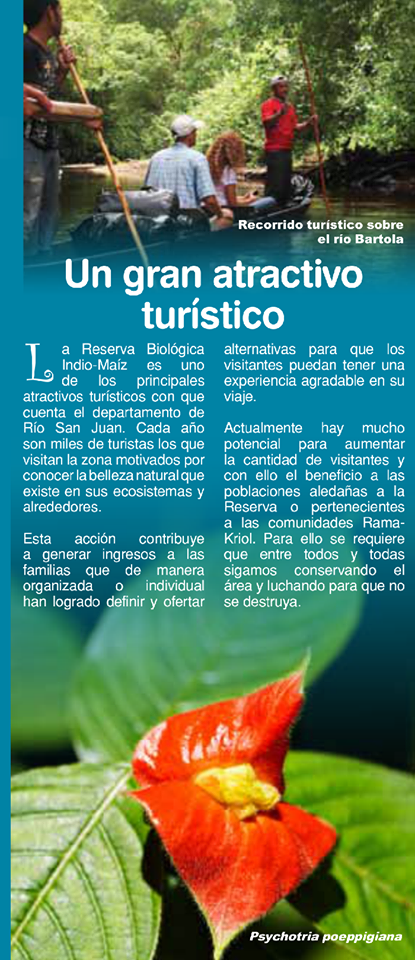 Recorrido turístico sobre
el río Bartola
Un gran atractivo
turístico
La Reserva Biológica
Indio-Maíz es uno
de los principales
atractivos turísticos con que
cuenta el departamento de
Río San Juan. Cada año
son miles de turistas los que
visitan la zona motivados por
conocer la belleza natural que
existe en sus ecosistemas y
alrededores.
Esta acción contribuye
a generar ingresos a las
familias que de manera
organizada o individual
han logrado definir y ofertar
alternativas para que los
visitantes puedan tener una
experiencia agradable en su
viaje.
Actualmente hay mucho
potencial para aumentar
la cantidad de visitantes y
con ello el beneficio a las
poblaciones aledañas a la
Reserva o pertenecientes
a las comunidades Rama-
Kriol. Para ello se requiere
que entre todos y todas
sigamos conservando el
área y luchando para que no
se destruya.
Psychotria poeppigiana